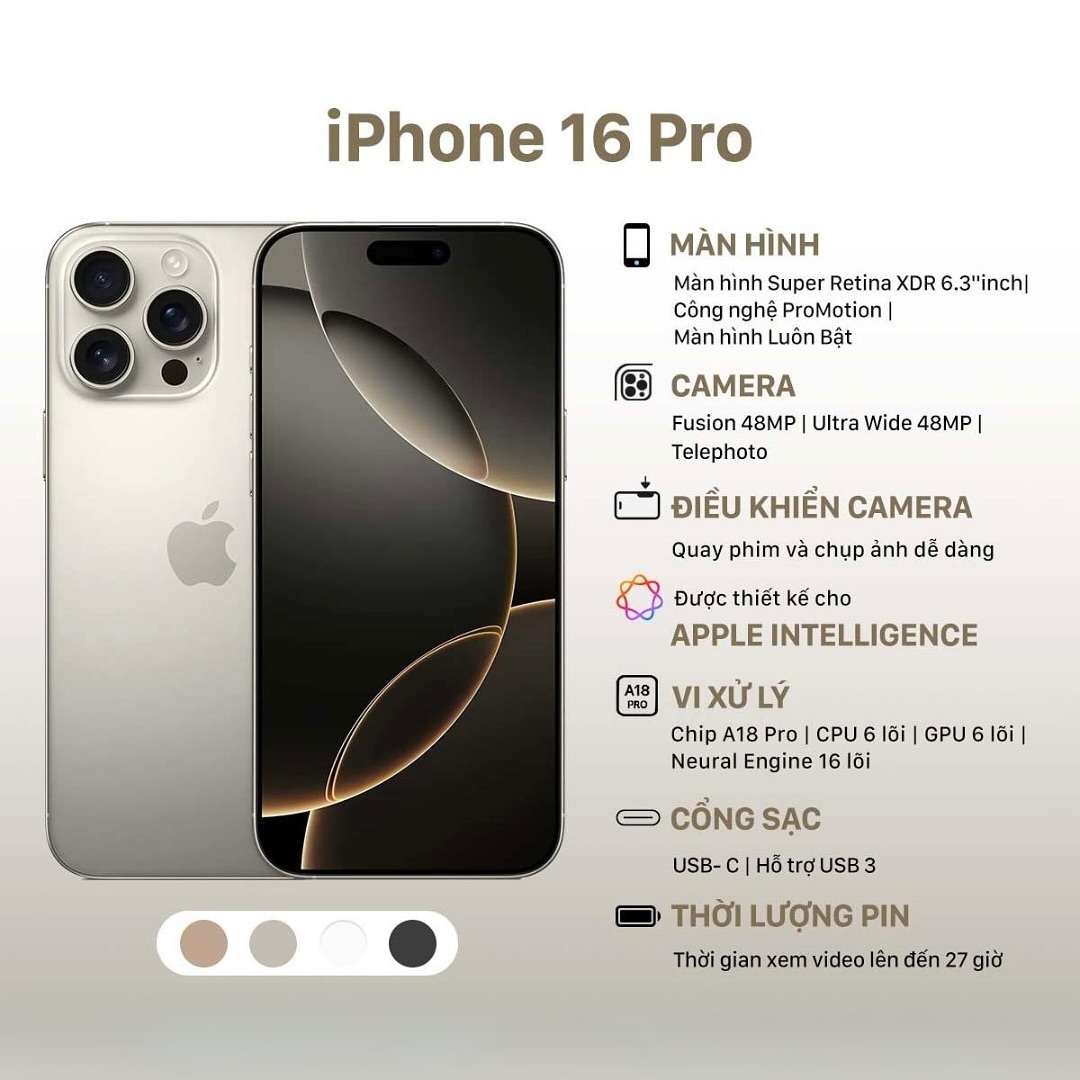 iPhone 16 Pro
MÀN HÌNH
Màn hình Super Retina XDR 6.3"inch|
Công nghệ ProMotion |
Màn hình Luôn Bật
CAMERA
Fusion 48MP | Ultra Wide 48MP |
Telephoto
ĐIỀU KHIỂN CAMERA
Quay phim và chụp ảnh dễ dàng
Được thiết kế cho
APPLE INTELLIGENCE
A18
PRO
VI XỬ LÝ
Chip A18 Pro | CPU 6 lõi | GPU 6 lõi |
Neural Engine 16 lõi
CỔNG SẠC
USB- C | Hỗ trợ USB 3
THỜI LƯỢNG PIN
Thời gian xem video lên đến 27 giờ